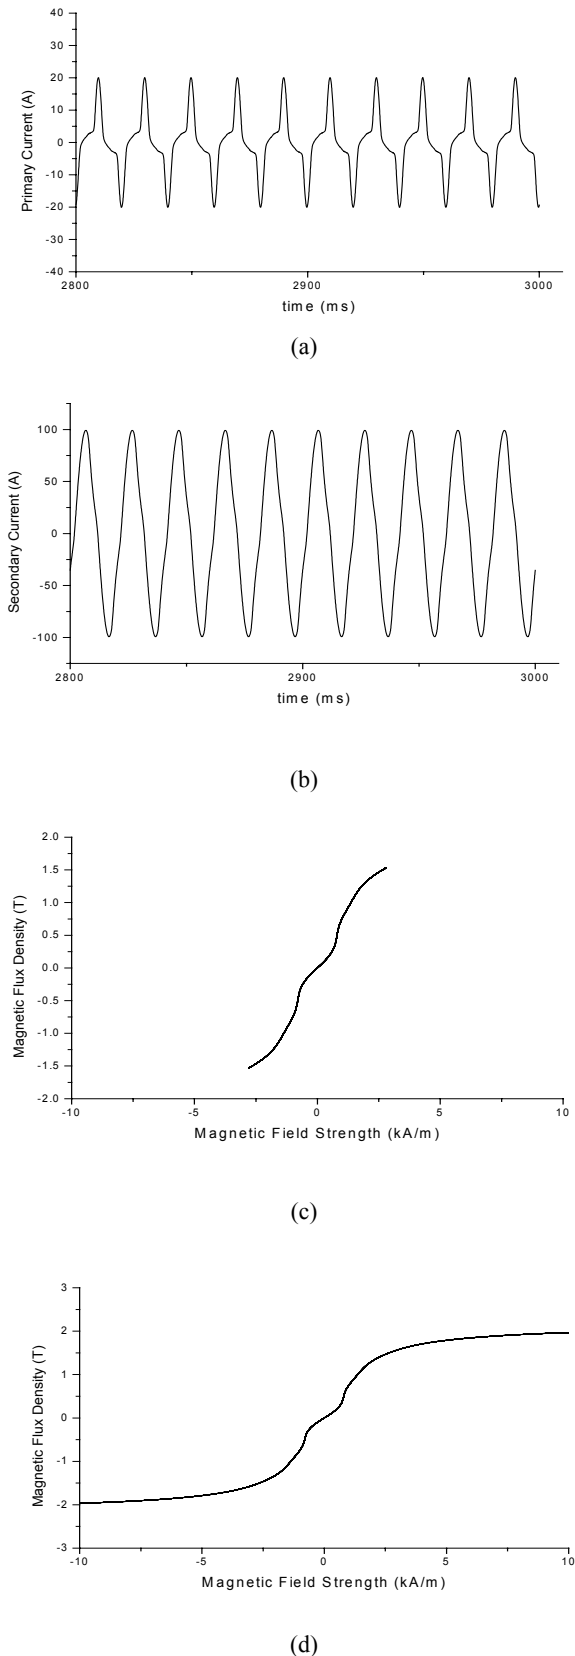 40
30
20
10
0
-10
-20
-30
-40
Primary Current (A)
2800 2900 3000
time (ms)
(a)
100
50
0
-50
-100
Secondary Current (A)
2800 2900 3000
time (ms)
(b)
2.0
1.5
1.0
0.5
0.0
-0.5
-1.0
-1.5
-2.0
Magnetic Flux Density (T)
-10 -5 0 5 10
Magnetic Field Strength (kA/m)
(c)
3
2
1
0
-1
-2
-3
Magnetic Flux Density (T)
-10 -5 0 5 10
Magnetic Field Strength (kA/m)
(d)